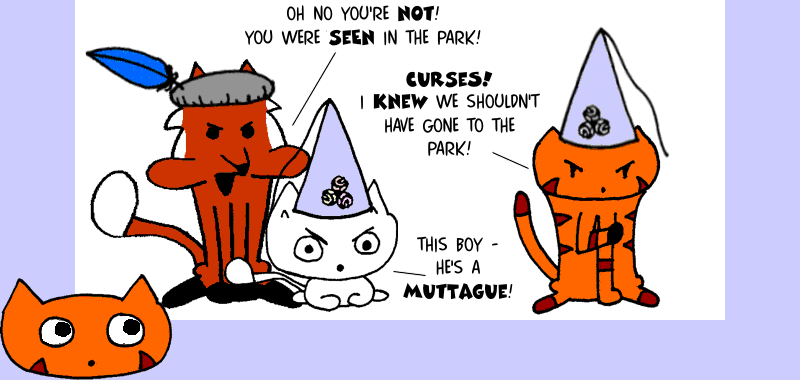 OH NO YOU'RE NOT!
YOU WERE SEEN IN THE PARK!
CURSES!
I KNEW WE SHOULDN'T
HAVE GONE TO THE
PARK!
THIS BOY -
HE'S A
MUTTAGUE!